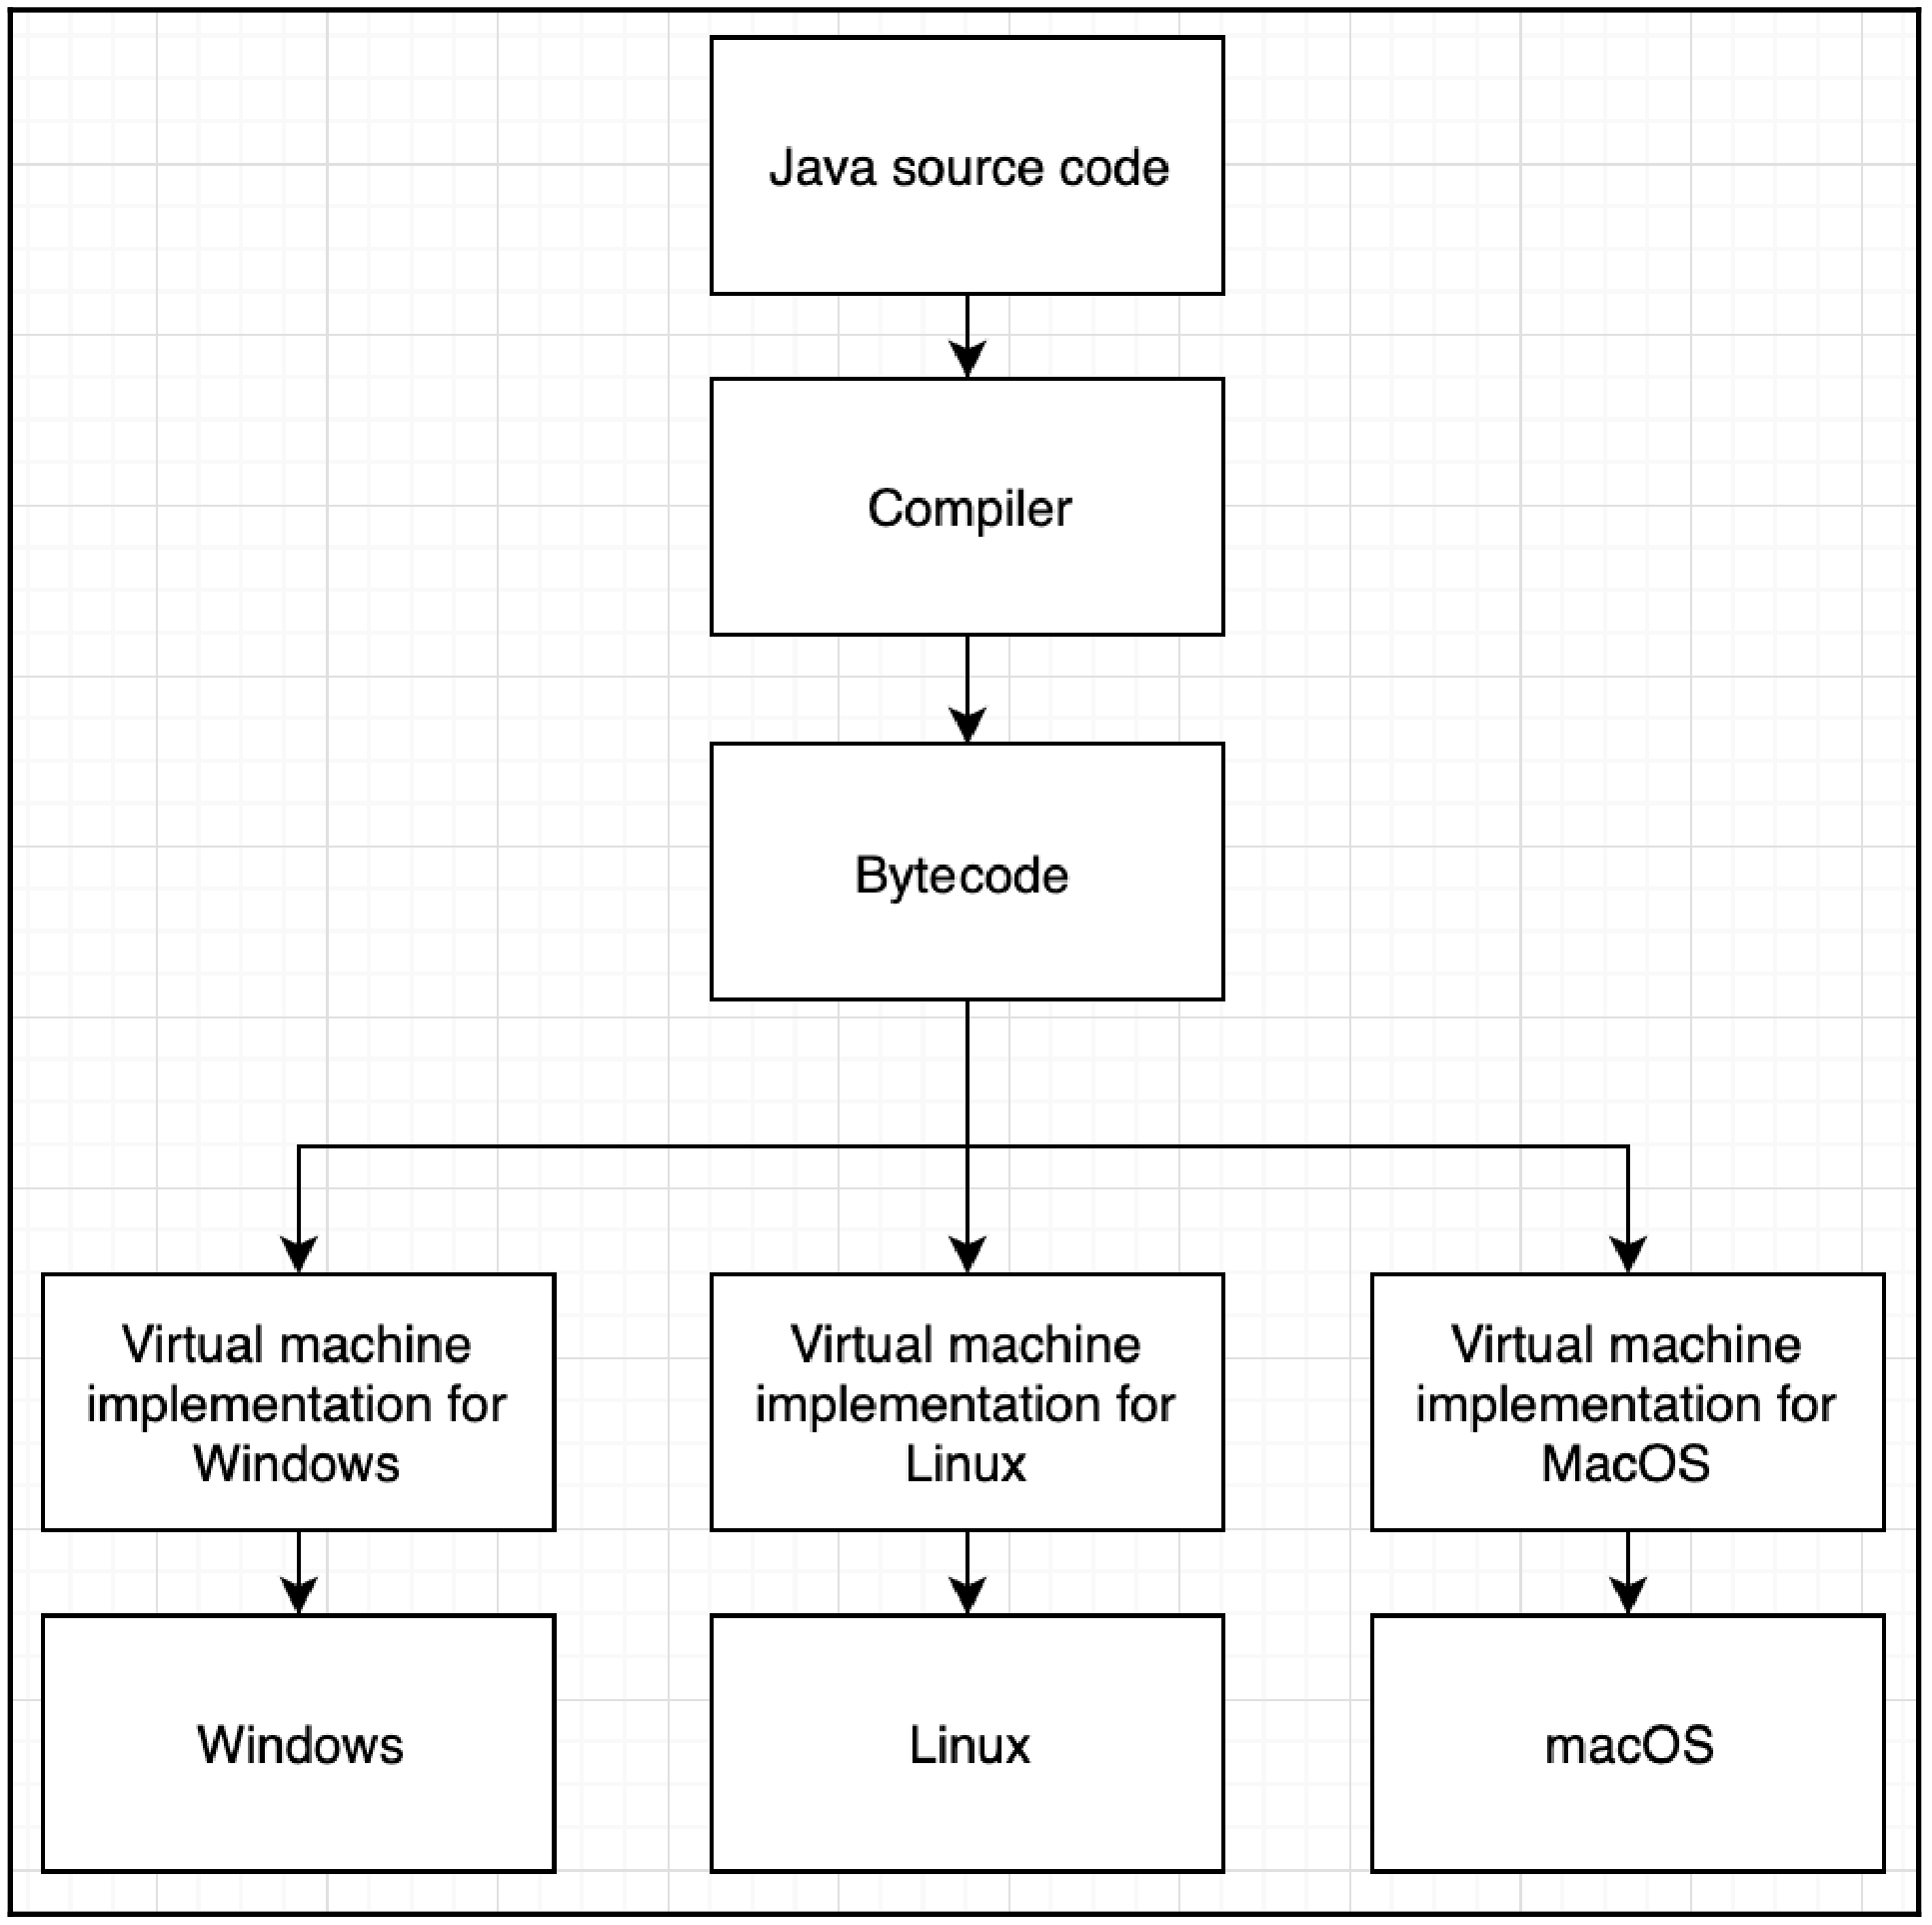 Java source code
Compiler
Bytecode
Virtual machine
implementation for
Windows
Virtual machine
implementation for
Linux
Virtual machine
implementation for
MacOS
Windows
Linux
macOS